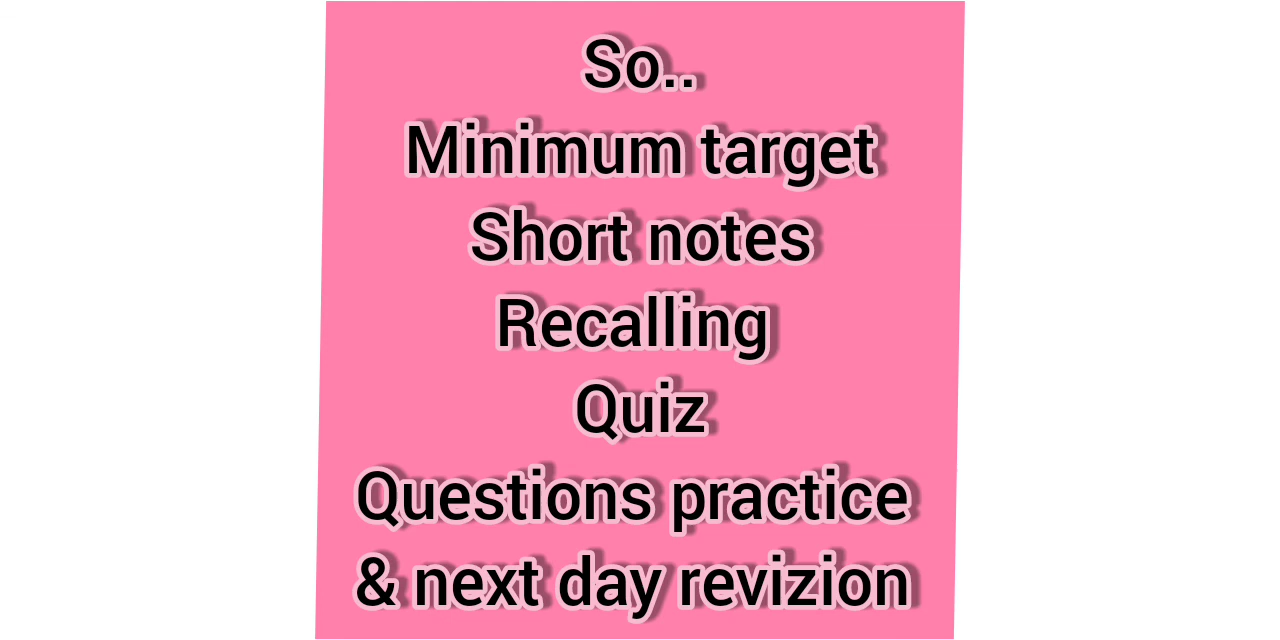 So..
Minimum target
Short notes
Recalling
Quiz
Questions practice
& next day revizion